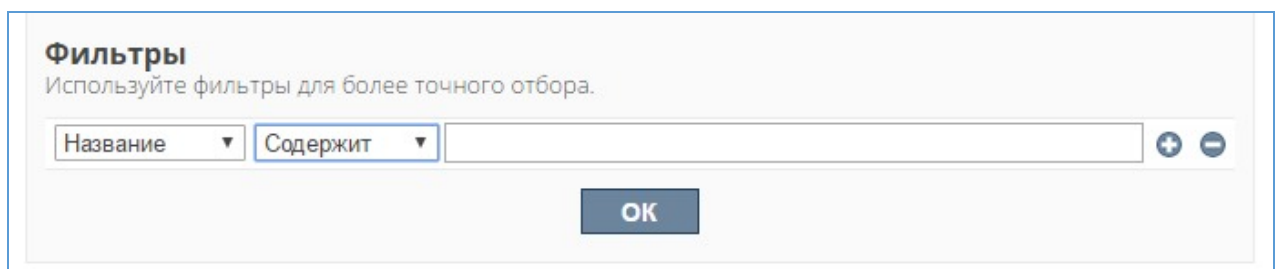 Фильтры
Используйте фильтры для более точного отбора.
Название Содержит
ОК